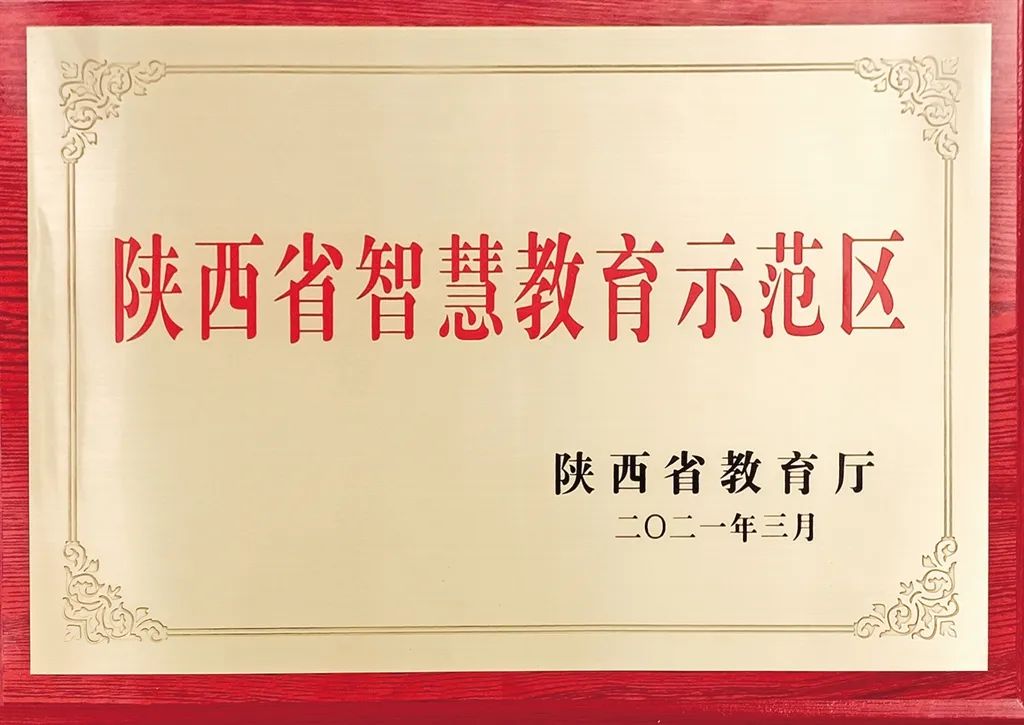 陕西省智慧教育示范区
陕西省教育厅
二〇二一年三月